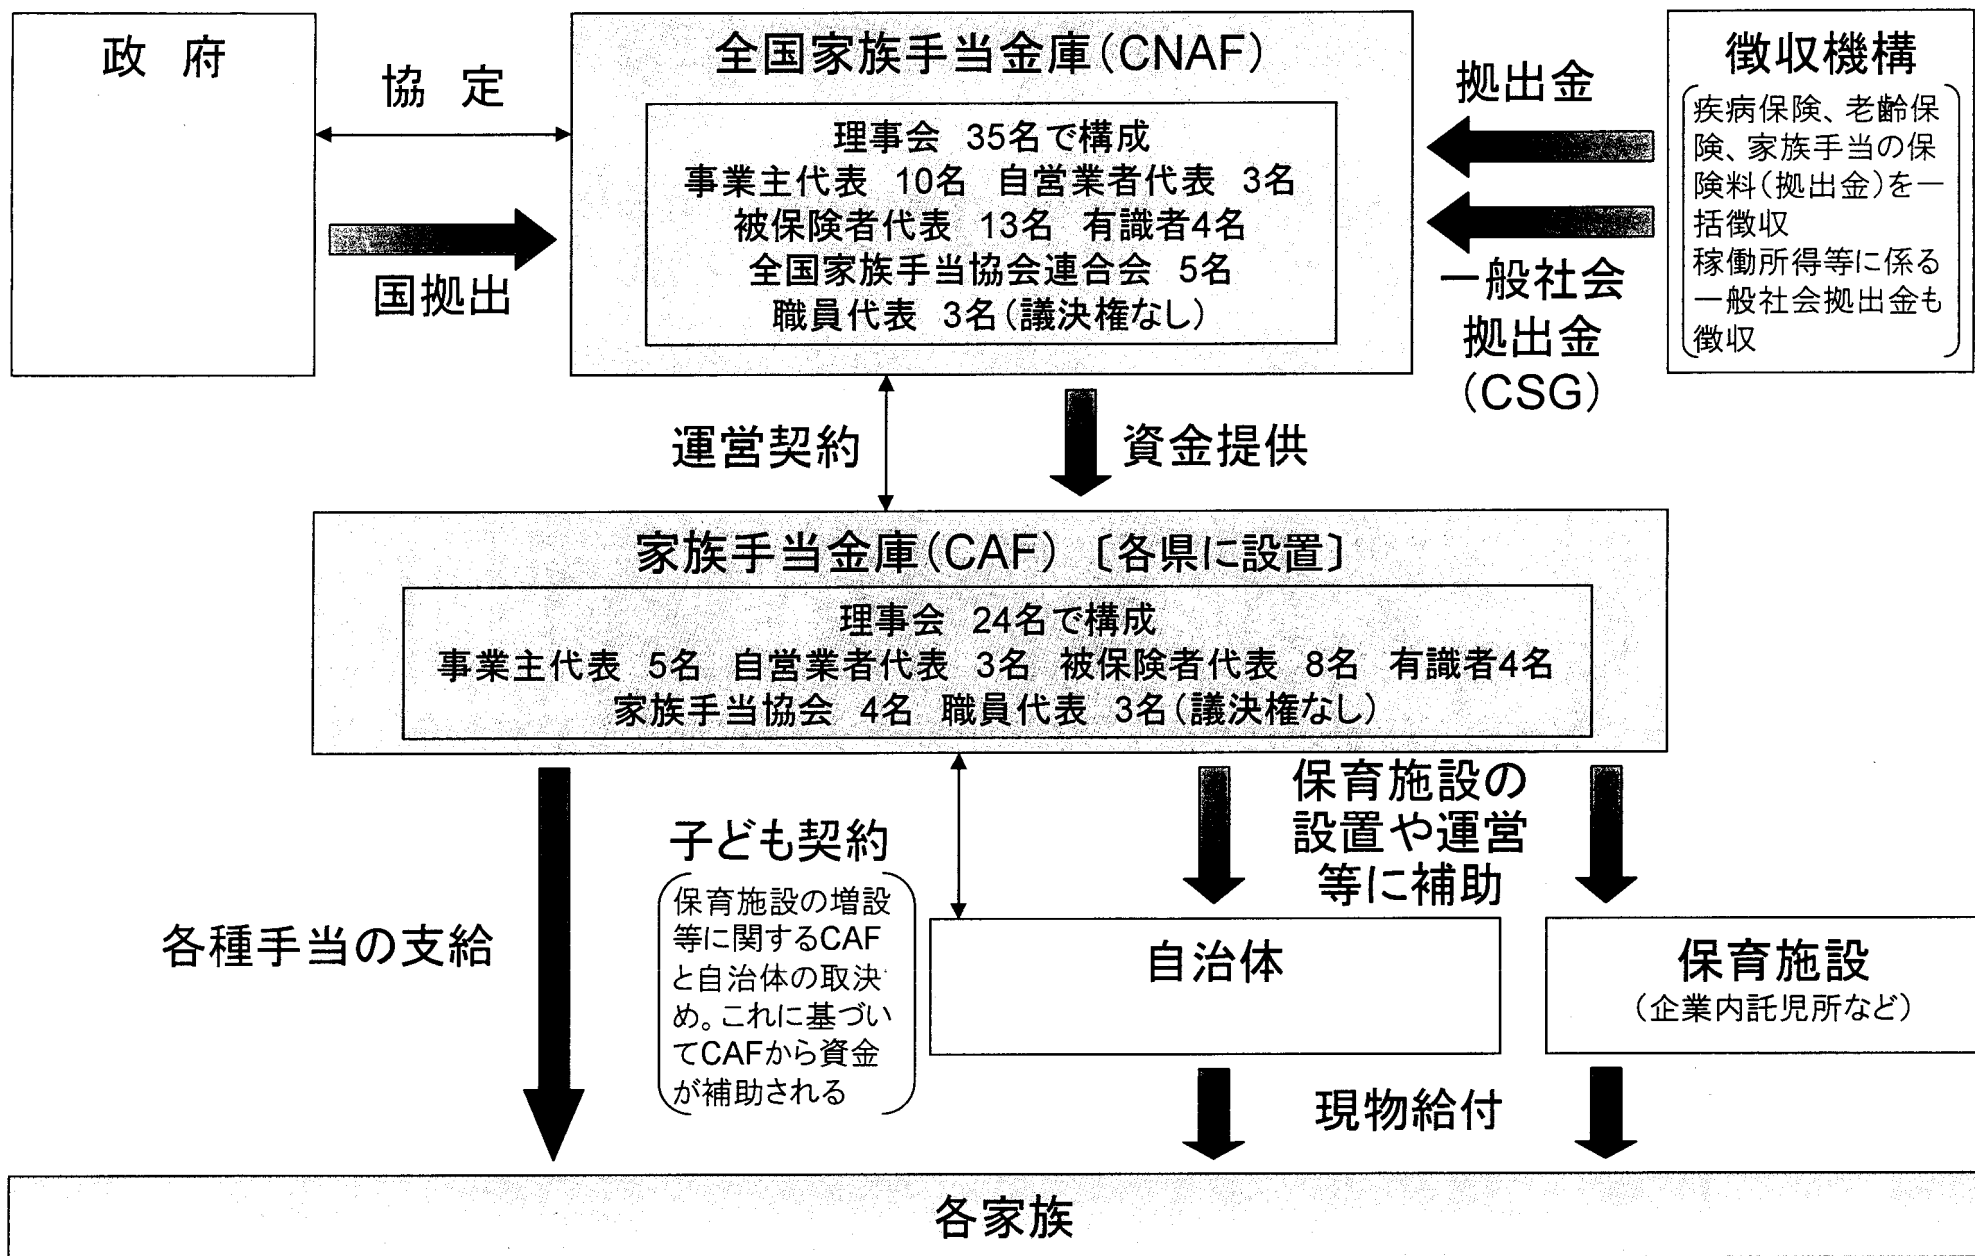 政 府
協 定
国拠出
全国家族手当金庫(CNAF)
理事会 35名で構成
事業主代表 10名 自営業者代表 3名
被保険者代表 13名 有識者4名
全国家族手当協会連合会 5名
職員代表 3名(議決権なし)
拠出金
一般社会
拠出金
(CSG)
徴収機構
疾病保険、老齢保
険、家族手当の保
険料(拠出金)を一
括徴収
稼働所得等に係る
一般社会拠出金も
徴収
運営契約
資金提供
家族手当金庫(CAF)〔各県に設置〕
理事会 24名で構成
事業主代表 5名 自営業者代表 3名 被保険者代表 8名 有識者4名
家族手当協会 4名 職員代表 3名(議決権なし)
各種手当の支給
子ども契約
保育施設の増設
等に関するCAF
と自治体の取決
め。これに基づい
てCAFから資金
が補助される
保育施設の
設置や運営
等に補助
自治体
保育施設
(企業内託児所など)
現物給付
各家族